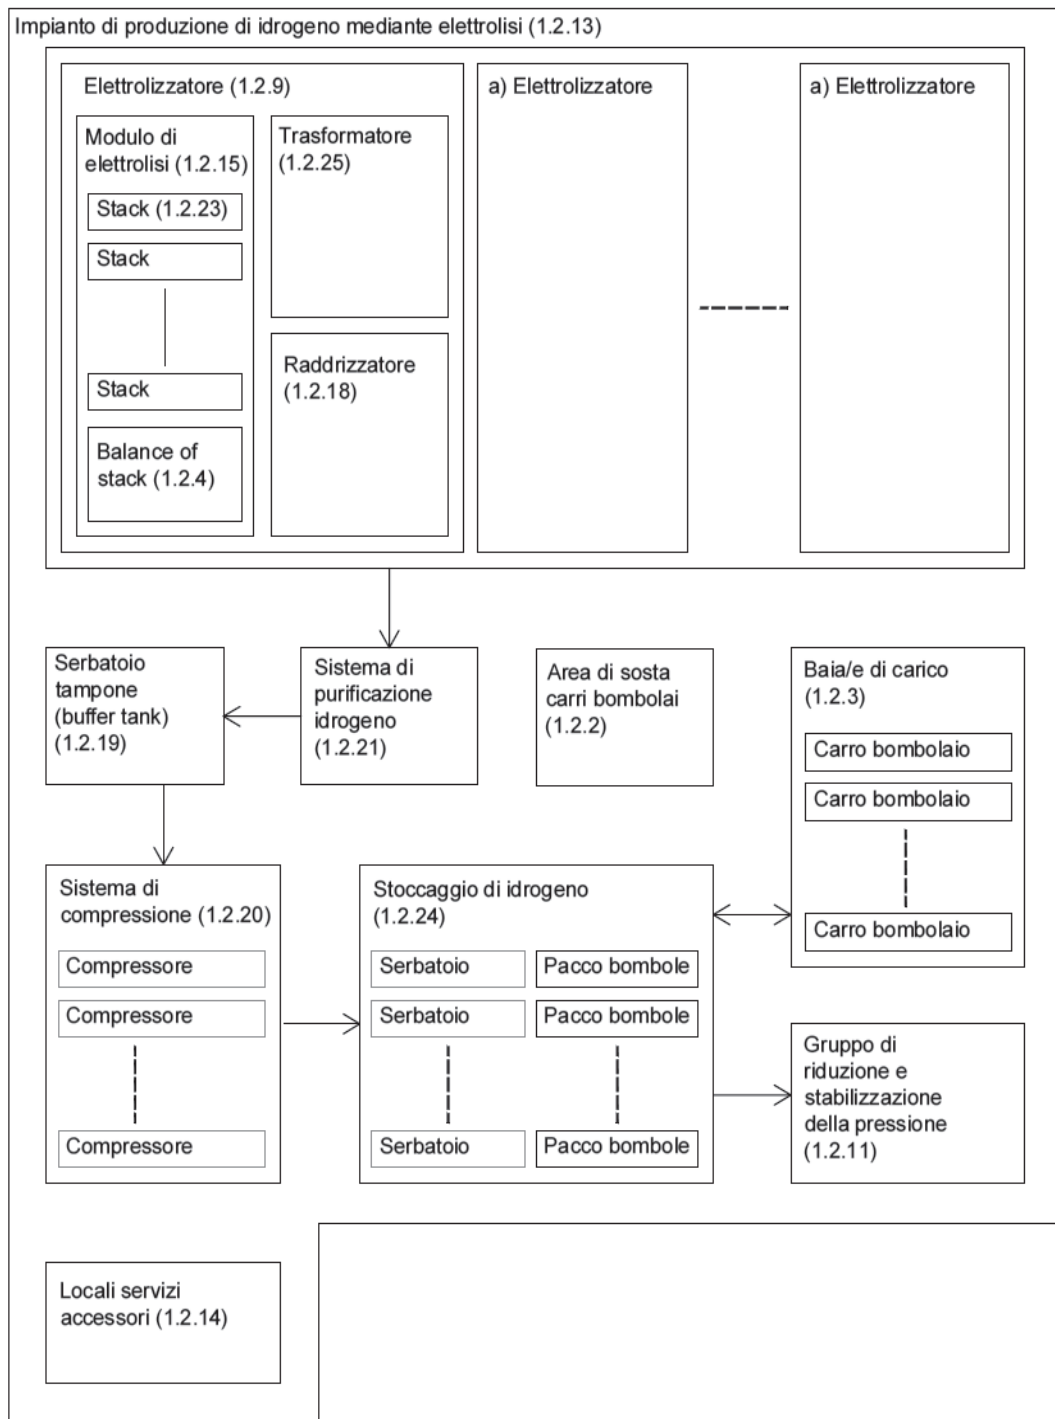 Impianto di produzione di idrogeno mediante elettrolisi (1.2.13)
Elettrolizzatore (1.2.9)
Modulo di
elettrolisi (1.2.15)
Stack (1.2.23)
Stack
Stack
Balance of
stack (1.2.4)
Trasformatore
(1.2.25)
Raddrizzatore
(1.2.18)
a) Elettrolizzatore
a) Elettrolizzatore
Serbatoio
tampone
(buffer tank)
(1.2.19)
Sistema di
purificazione
idrogeno
(1.2.21)
Area di sosta
carri bombolai
(1.2.2)
Baia/e di carico
(1.2.3)
Carro bombolaio
Carro bombolaio
Carro bombolaio
Sistema di
compressione (1.2.20)
Compressore
Compressore
Compressore
Stoccaggio di idrogeno
(1.2.24)
Serbatoio
Serbatoio
Serbatoio
Pacco bombole
Pacco bombole
Pacco bombole
Gruppo di
riduzione e
stabilizzazione
della pressione
(1.2.11)
Locali servizi
accessori (1.2.14)